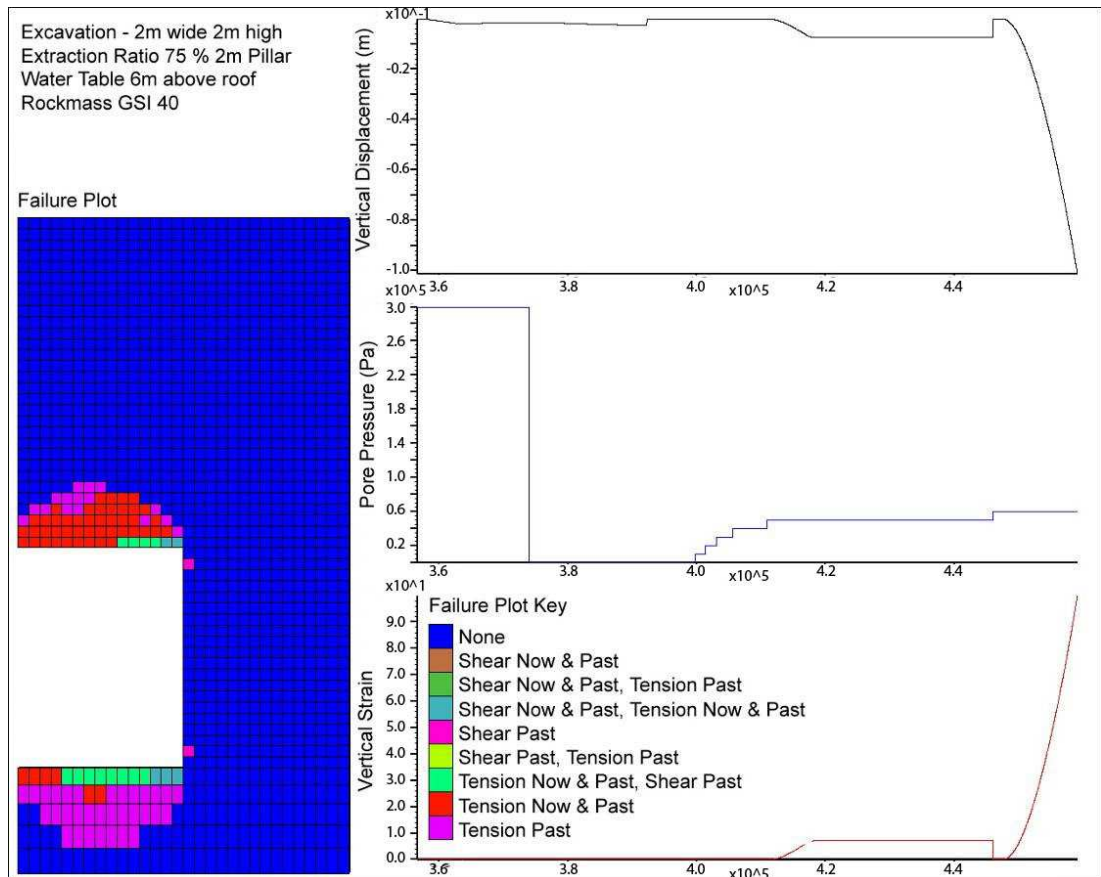 Excavation - 2m wide 2m high
Extraction Ratio 75 % 2m Pillar
Water Table 6m above roof
Rockmass GSI 40
Failure Plot
x10^-1
Vertical Displacement (m)
-0.2
-0.4
-0.6
-0.8
-1.0
3.6
3.8
4.0
x10^5
4.2
4.4
x10^5
Pore Pressure (Pa)
3.0
2.6
2.2
1.8
1.4
1.0
0.6
0.2
3.6
3.8
4.0
x10^5
4.2
4.4
x10^1
Vertical Strain
9.0
8.0
7.0
6.0
5.0
4.0
3.0
2.0
1.0
0.0
3.6
3.8
4.0
x10^5
4.2
4.4
Failure Plot Key
None
Shear Now & Past
Shear Now & Past, Tension Past
Shear Now & Past, Tension Now & Past
Shear Past
Shear Past, Tension Past
Tension Now & Past, Shear Past
Tension Now & Past
Tension Past